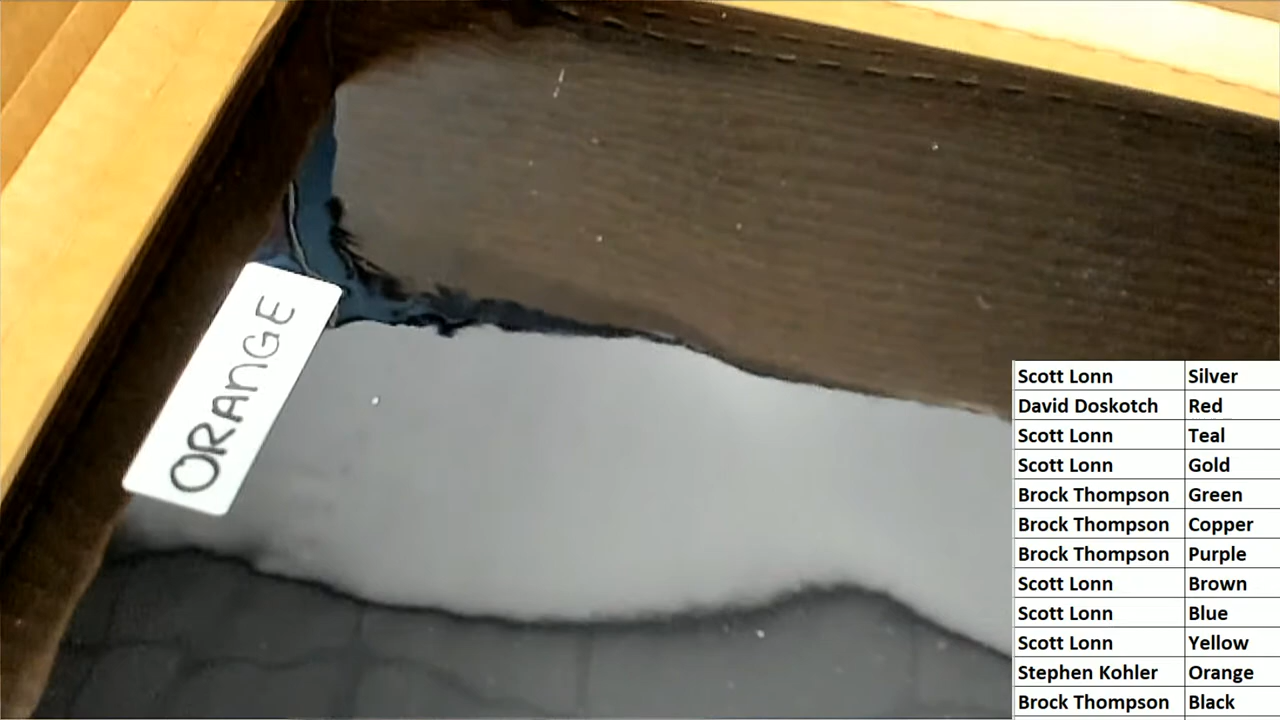 ORANGE
Scott Lonn Silver
David Doskotch Red
Scott Lonn Teal
Scott Lonn Gold
Brock Thompson Green
Brock Thompson Copper
Brock Thompson Purple
Scott Lonn Brown
Scott Lonn Blue
Scott Lonn Yellow
Stephen Kohler Orange
Brock Thompson Black